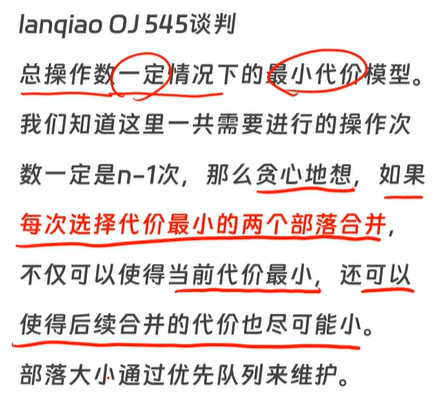 lanqiao OJ 545谈判
总操作数一定情况下的最小代价模型。
我们知道这里一共需要进行的操作次
数一定是n-1次，那么贪心地想，如果
每次选择代价最小的两个部落合并，
不仅可以使得当前代价最小，还可以
使得后续合并的代价也尽可能小。
部落大小通过优先队列来维护。